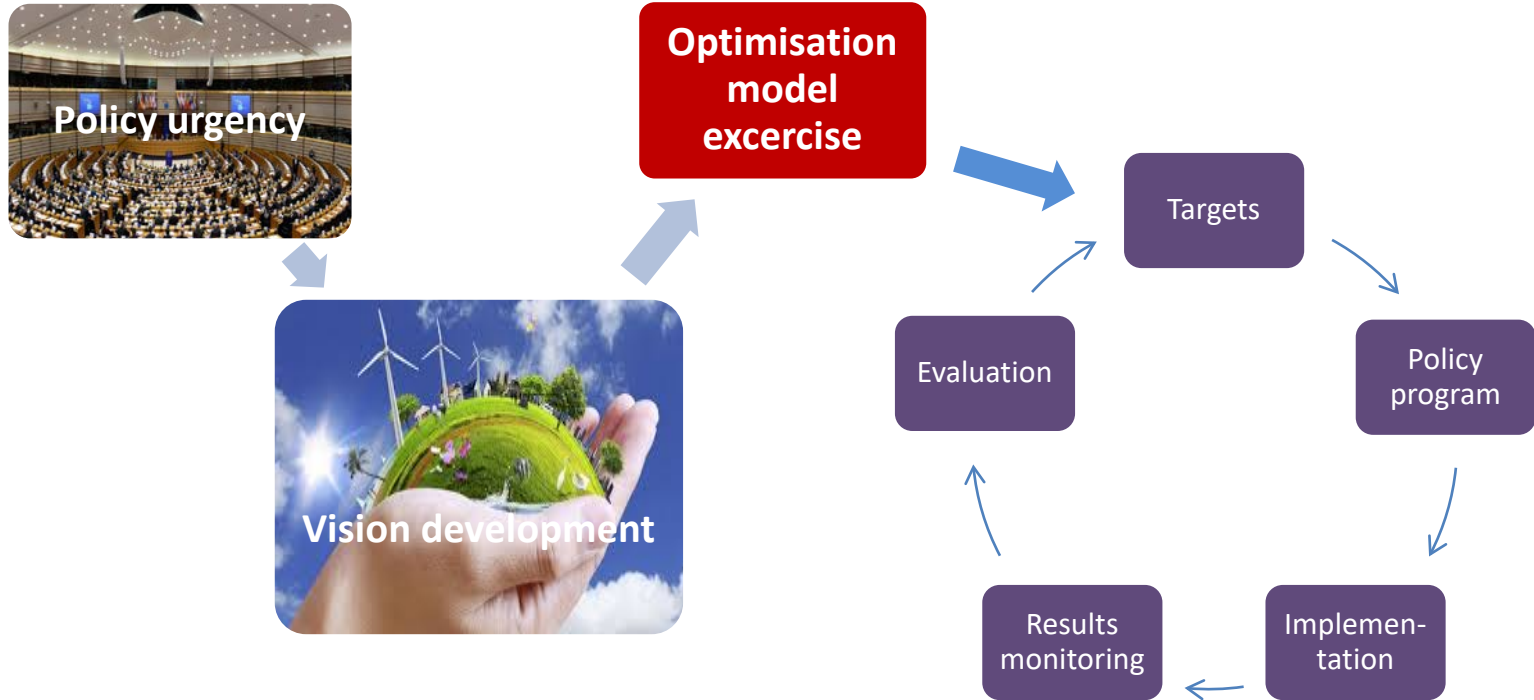 Policy urgency
Optimisation
model
excercise
Vision development
Targets
Policy
program
Implemen-
tation
Results
monitoring
Evaluation